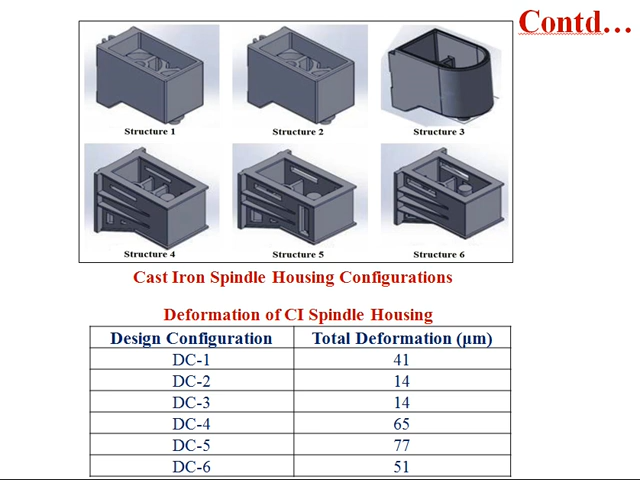 Contd…
Structure 1 Structure 2 Structure 3
Structure 4 Structure 5 Structure 6
Cast Iron Spindle Housing Configurations
Deformation of CI Spindle Housing
Design Configuration Total Deformation (µm)
DC-1 41
DC-2 14
DC-3 14
DC-4 65
DC-5 77
DC-6 51